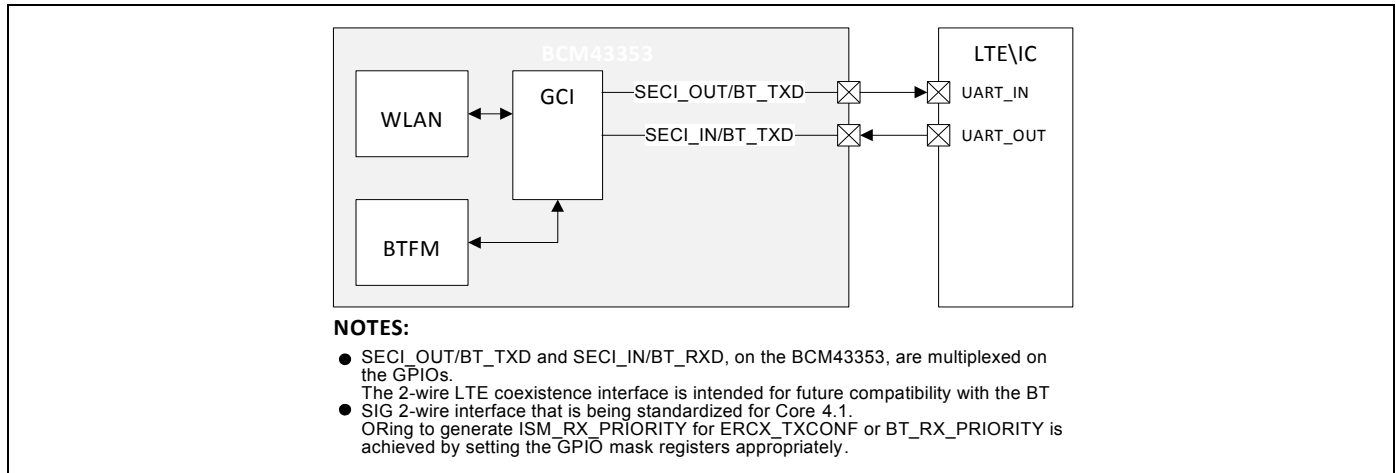 BCM43353
LTE\IC
GCI
SECI_OUT/BT_TXD
UART_IN
WLAN
SECI_IN/BT_TXD
UART_OUT
BTFM
NOTES:
● SECI_OUT/BT_TXD and SECI_IN/BT_RXD, on the BCM43353, are multiplexed on
the GPIOs.
The 2-wire LTE coexistence interface is intended for future compatibility with the BT
● SIG 2-wire interface that is being standardized for Core 4.1.
ORing to generate ISM_RX_PRIORITY for ERCX_TXCONF or BT_RX_PRIORITY is
achieved by setting the GPIO mask registers appropriately.